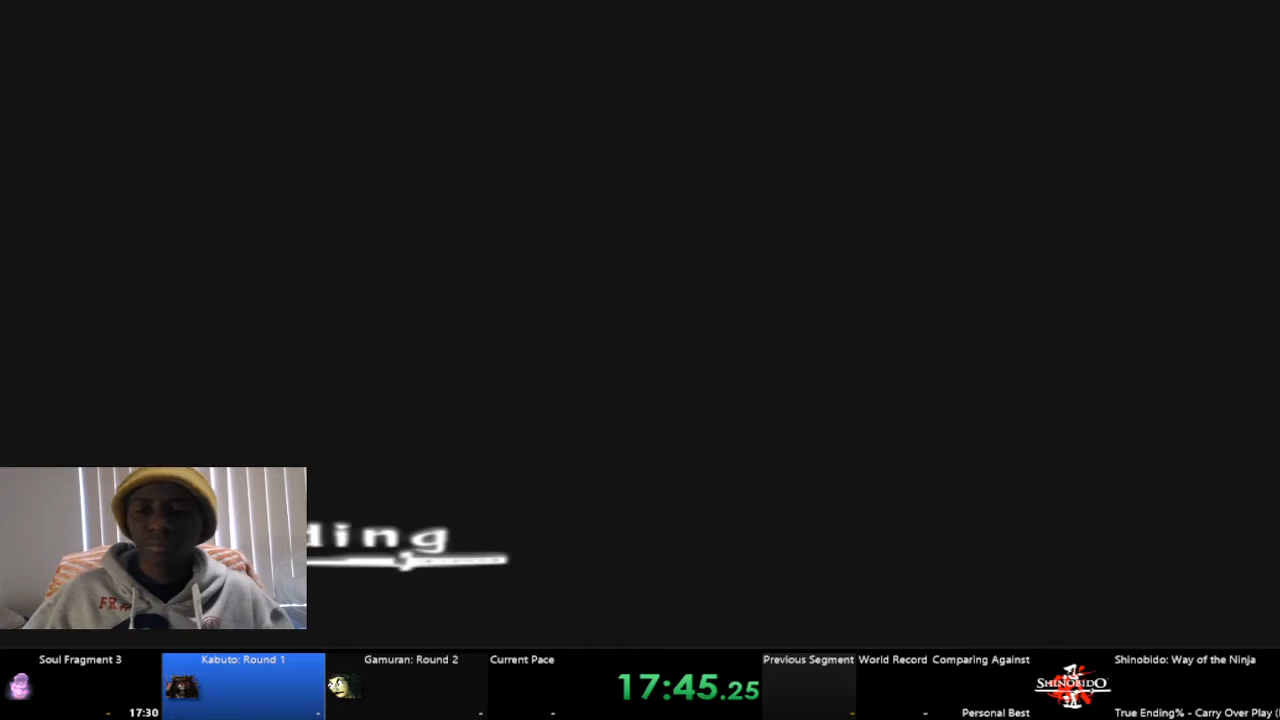 ding
FR
Soul Fragment 3
-
17:30
Kabuto: Round 1
-
Gamuran: Round 2
-
Current Pace
-
17:45.25
Previous Segment
-
World Record
-
Comparing Against
Personal Best
SHINOBIDO
Shinobido: Way of the Ninja
True Ending% - Carry Over Play (